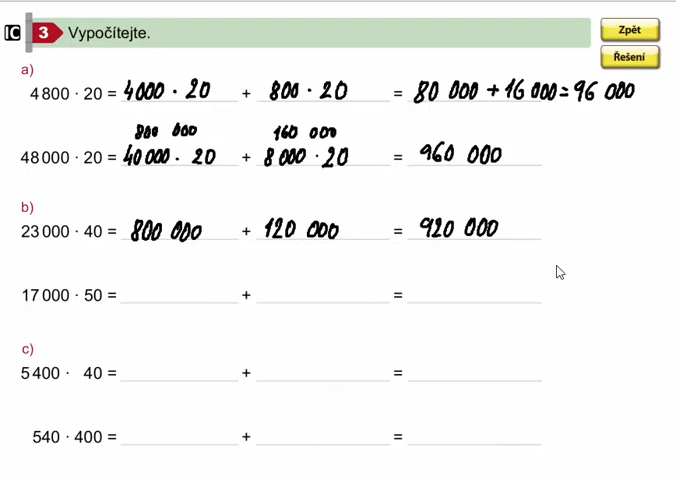 IC 3 Vypočítejte. Zpět
Řešení
a)
4 800 · 20 = 4000 · 20 + 800 · 20 = 80 000 + 16 000 = 96 000
800 000 160 000
48 000 · 20 = 40 000 · 20 + 8 000 · 20 = 960 000
b)
23 000 · 40 = 800 000 + 120 000 = 920 000
17 000 · 50 = + =
c)
5 400 · 40 = + =
540 · 400 = + =